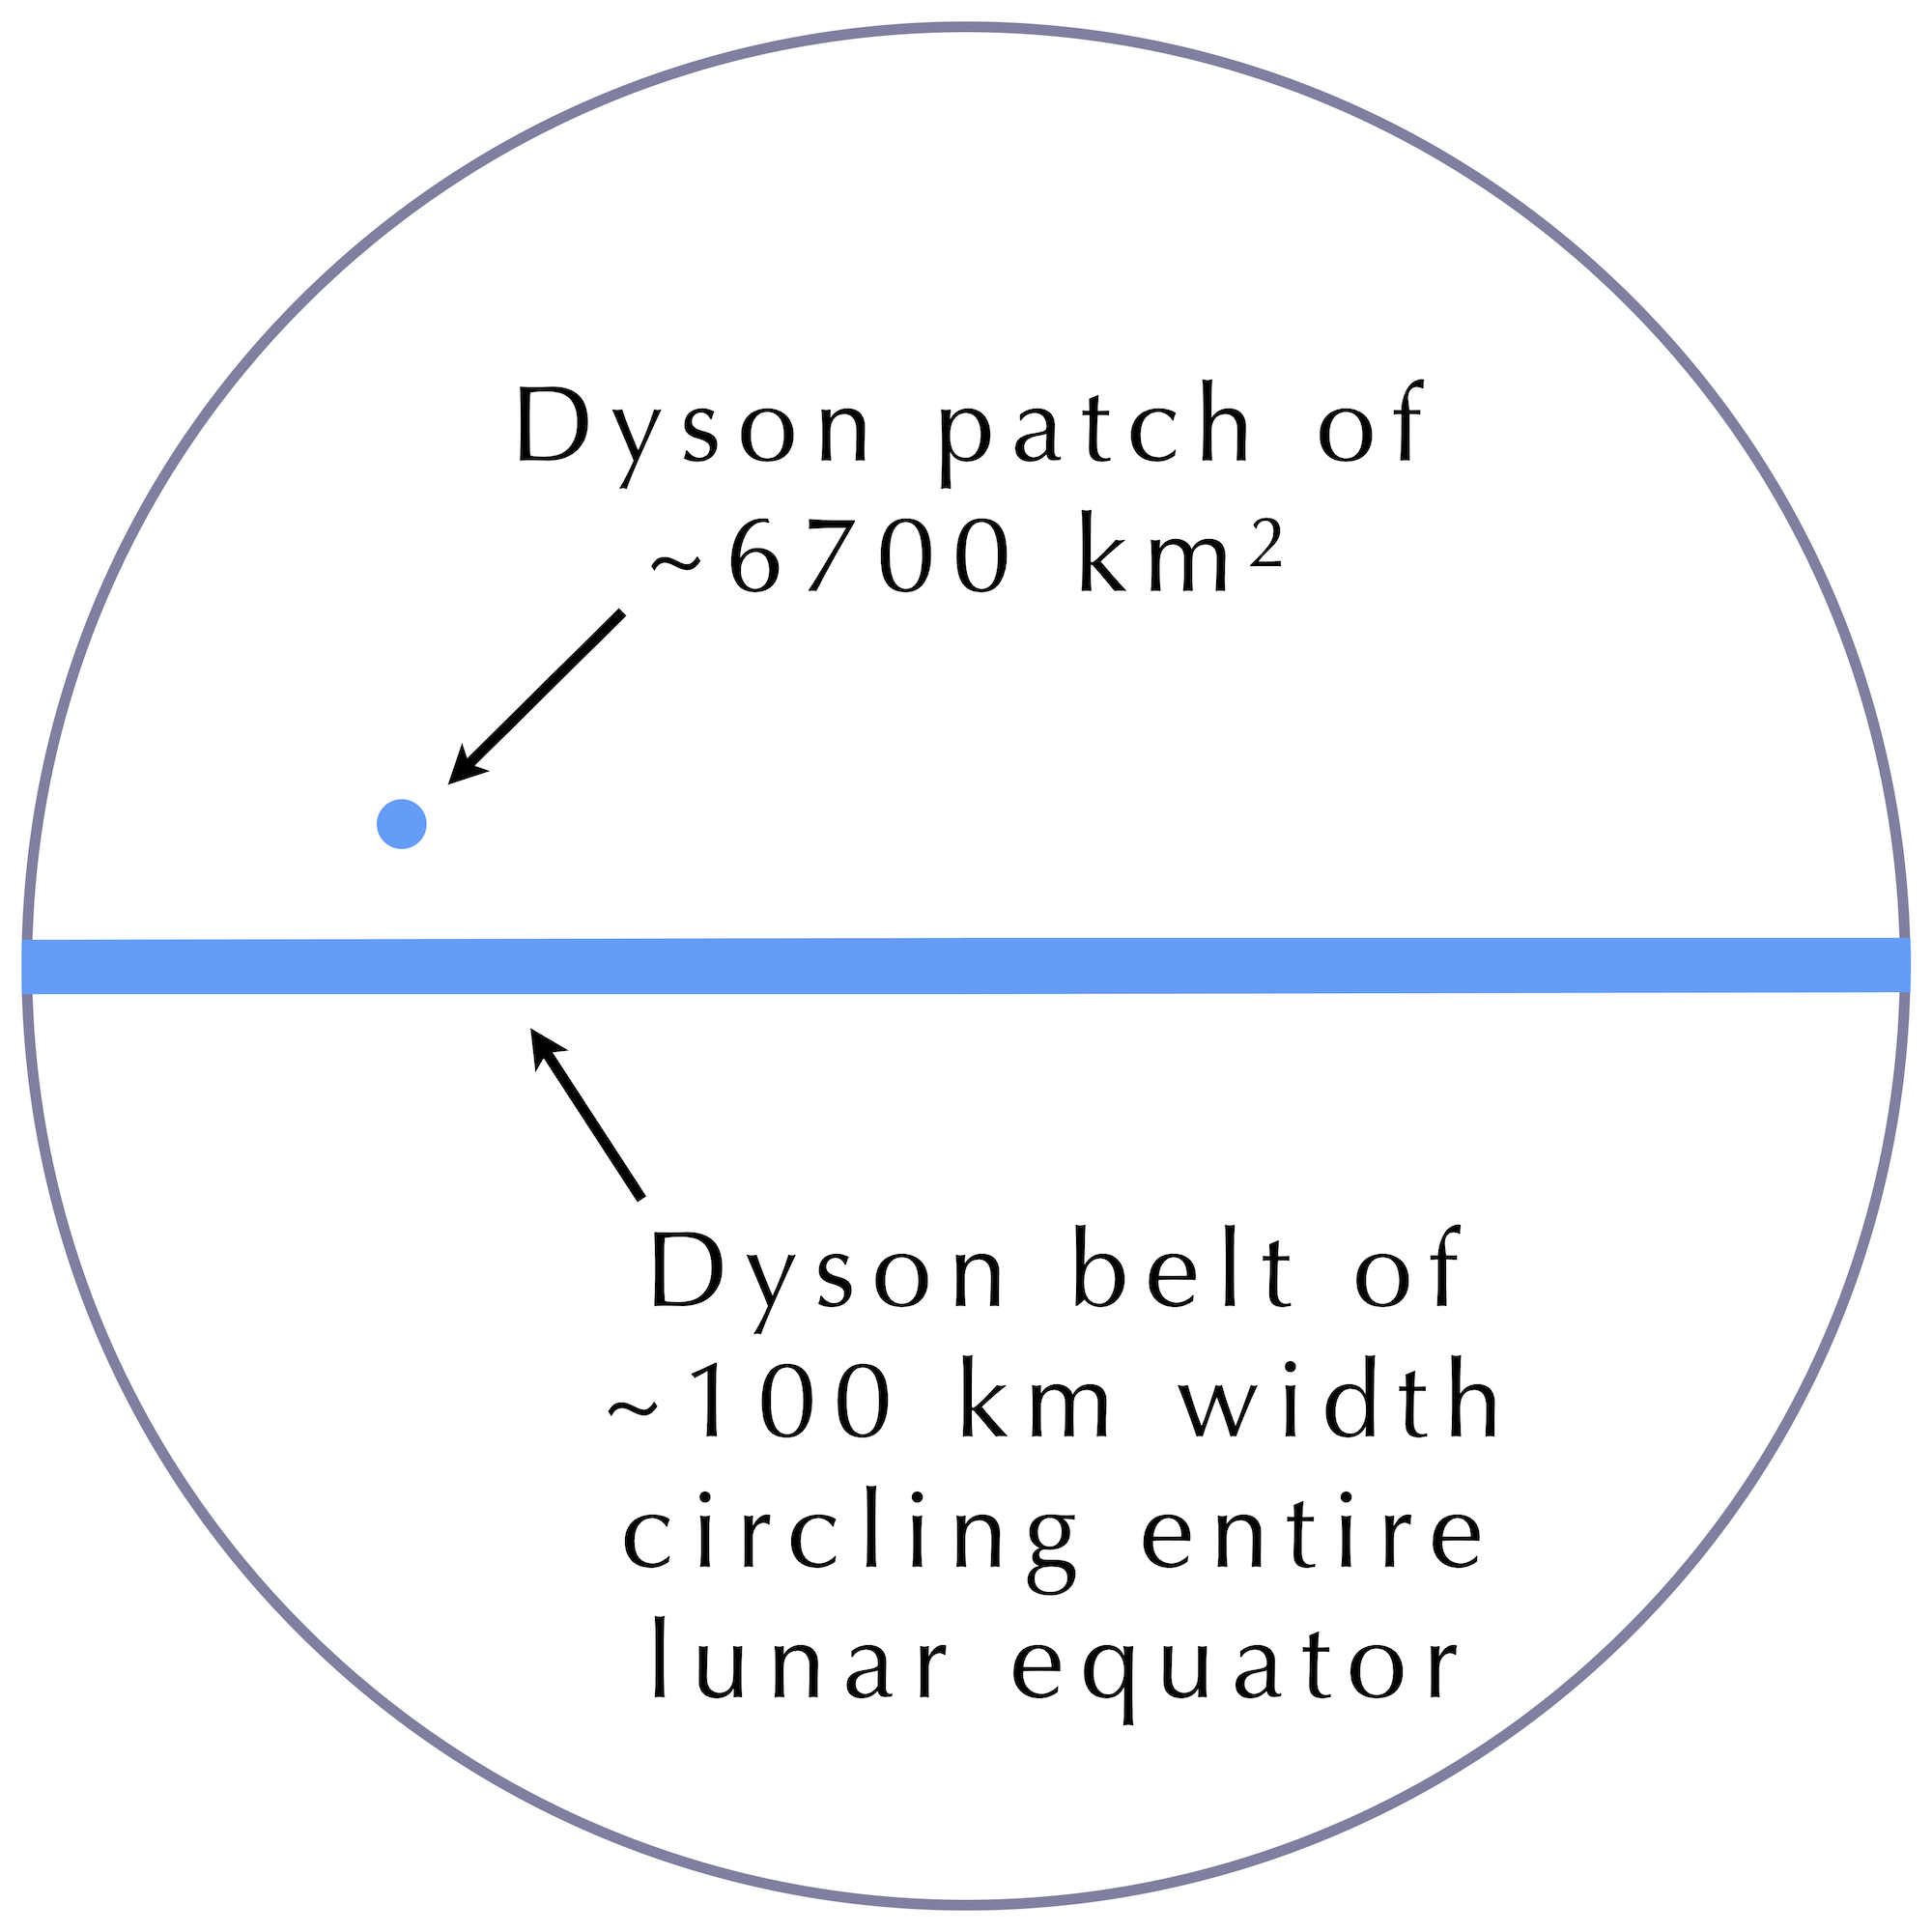 Dyson patch of
~6700 km²
Dyson belt of
~100 km width
circling entire
lunar equator